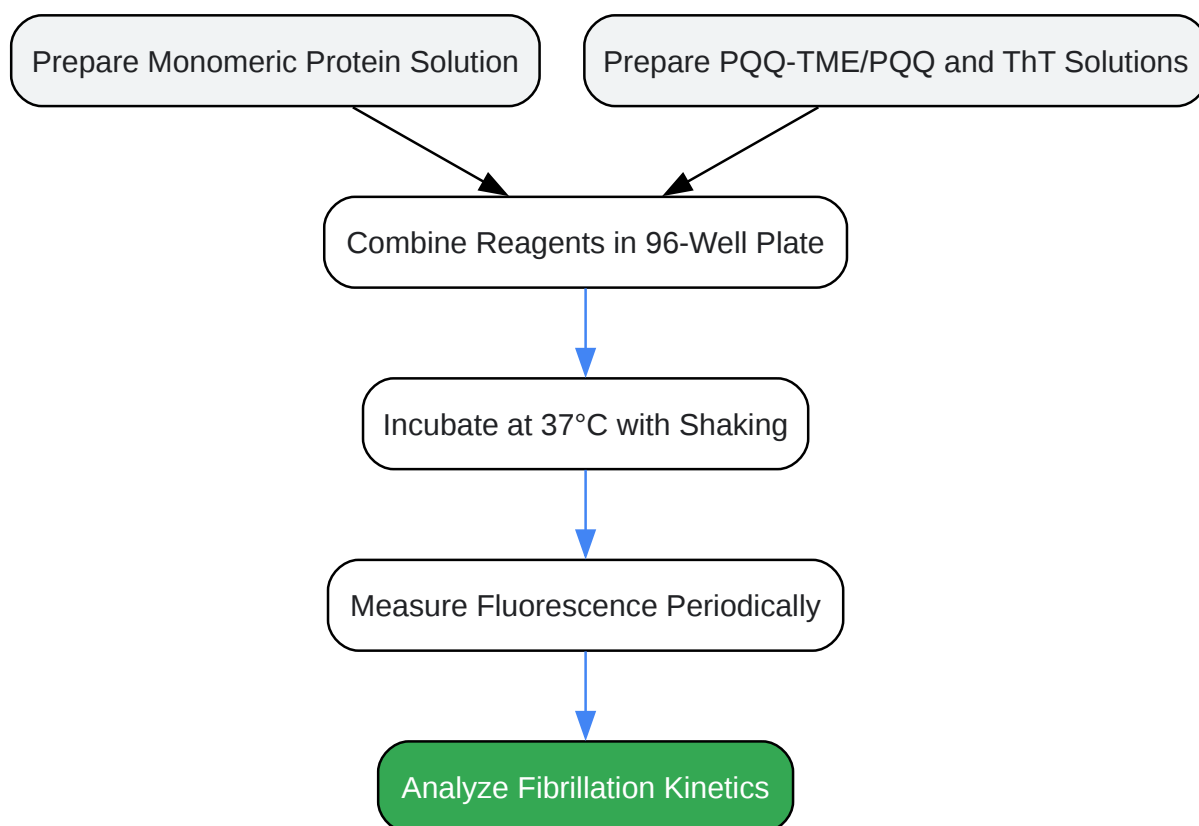 Prepare Monomeric Protein Solution
Prepare PQQ-TME/PQQ and ThT Solutions
Combine Reagents in 96-Well Plate
Incubate at 37°C with Shaking
Measure Fluorescence Periodically
Analyze Fibrillation Kinetics